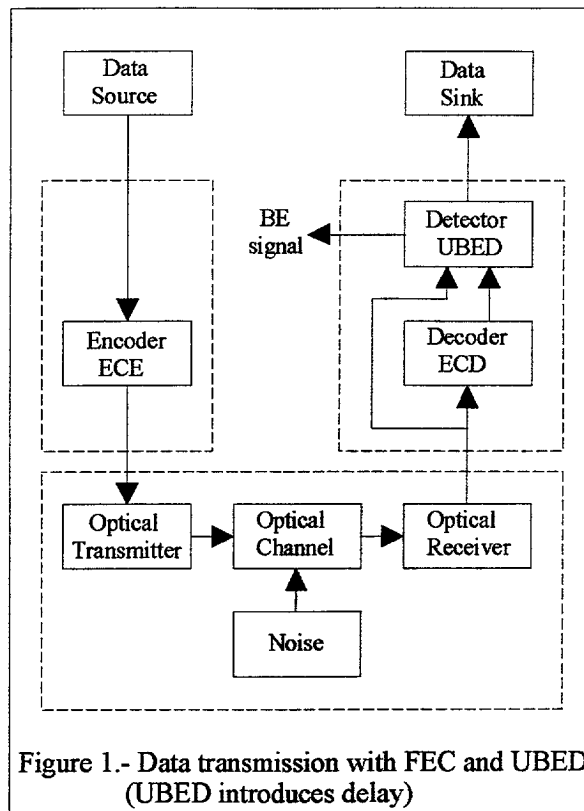 Data
Source
Data
Sink
BE
signal
Detector
UBED
Encoder
ECE
Decoder
ECD
Optical
Transmitter
Optical
Channel
Optical
Receiver
Noise
Figure 1.- Data transmission with FEC and UBED
(UBED introduces delay)